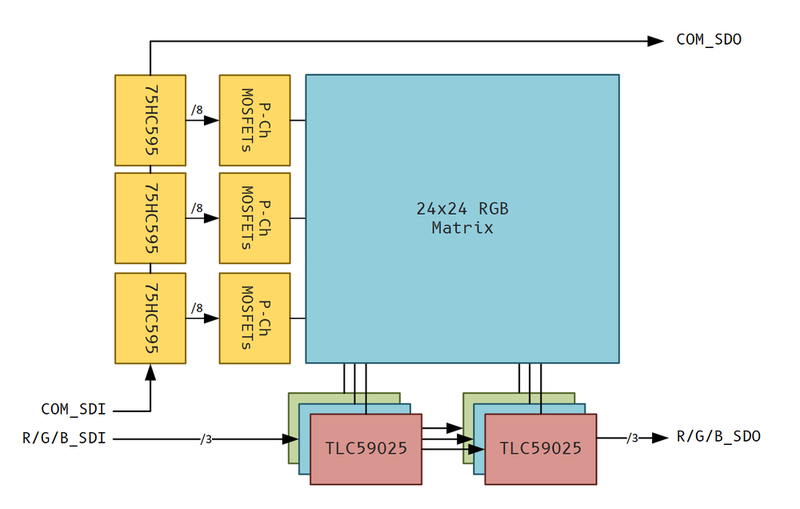 COM_SDO
75HC595
/8
P-Ch
MOSFETs
75HC595
/8
P-Ch
MOSFETs
24x24 RGB
Matrix
75HC595
/8
P-Ch
MOSFETs
COM_SDI
R/G/B_SDI
/3
TLC59025
TLC59025
/3
R/G/B_SDO